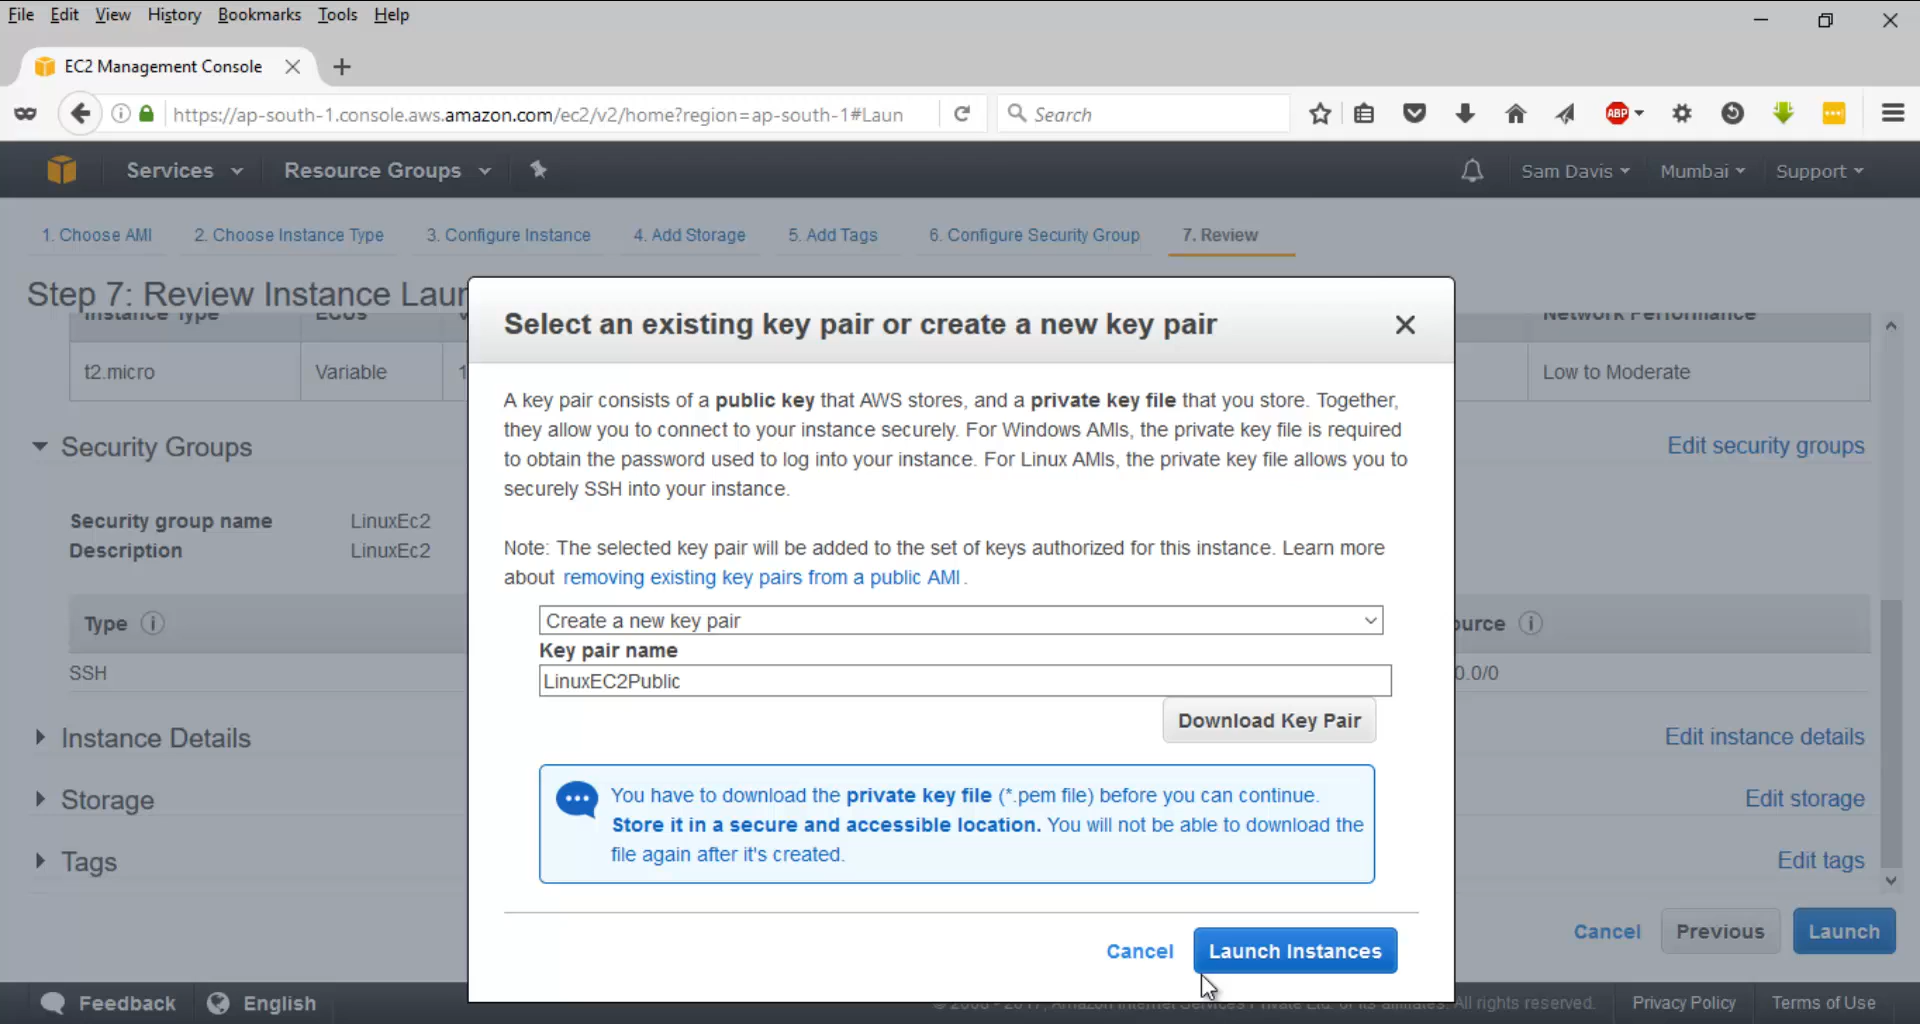 File Edit View History Bookmarks Tools Help
EC2 Management Console
https://ap-south-1.console.aws.amazon.com/ec2/v2/home?region=ap-south-1#Laun
Search
ABP
Services
Resource Groups
Sam Davis
Mumbai
Support
1. Choose AMI
2. Choose Instance Type
3. Configure Instance
4. Add Storage
5. Add Tags
6. Configure Security Group
7. Review
Step 7: Review Instance Laun
Instance Type
ECUs
Network Performance
t2.micro
Variable
1
Low to Moderate
Security Groups
Edit security groups
Security group name LinuxEc2
Description LinuxEc2
Type
ource
SSH
0.0/0
Instance Details
Edit instance details
Storage
Edit storage
Tags
Edit tags
Select an existing key pair or create a new key pair
A key pair consists of a public key that AWS stores, and a private key file that you store. Together,
they allow you to connect to your instance securely. For Windows AMIs, the private key file is required
to obtain the password used to log into your instance. For Linux AMIs, the private key file allows you to
securely SSH into your instance.
Note: The selected key pair will be added to the set of keys authorized for this instance. Learn more
about removing existing key pairs from a public AMI.
Create a new key pair
Key pair name
LinuxEC2Public
Download Key Pair
You have to download the private key file (*.pem file) before you can continue.
Store it in a secure and accessible location. You will not be able to download the
file again after it's created.
Cancel
Launch Instances
Cancel
Previous
Launch
Feedback
English
All rights reserved.
Privacy Policy
Terms of Use